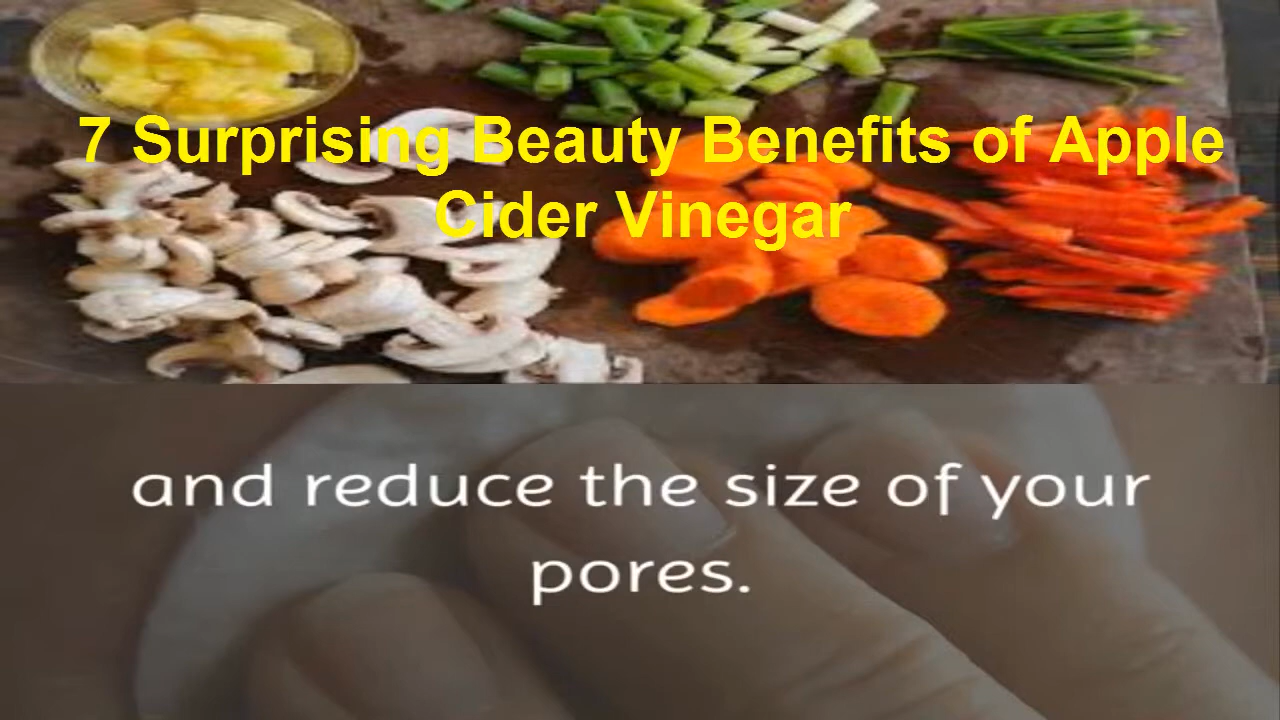 7 Surprising Beauty Benefits of Apple
Cider Vinegar
and reduce the size of your
pores.